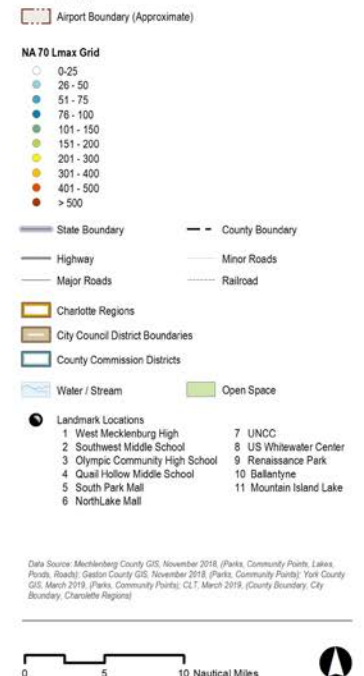 Airport Boundary (Approximate)
NA 70 Lmax Grid
0-25
26 - 50
51 - 75
76 - 100
101 - 150
151 - 200
201 - 300
301 - 400
401 - 500
> 500
State Boundary
County Boundary
Highway
Minor Roads
Major Roads
Railroad
Charlotte Regions
City Council District Boundaries
County Commission Districts
Water / Stream
Open Space
Landmark Locations
1 West Mecklenburg High
2 Southwest Middle School
3 Olympic Community High School
4 Quail Hollow Middle School
5 South Park Mall
6 NorthLake Mall
7 UNCC
8 US Whitewater Center
9 Renaissance Park
10 Ballantyne
11 Mountain Island Lake
Data Source: Mechlenberg County GIS, November 2018, (Parks, Community Points, Lakes,
Ponds, Roads); Gaston County GIS, November 2018, (Parks, Community Points); York County
GIS, March 2019, (Parks, Community Points); CLT, March 2019, (County Boundary, City
Boundary, Charolette Regions)
0 5 10 Nautical Miles